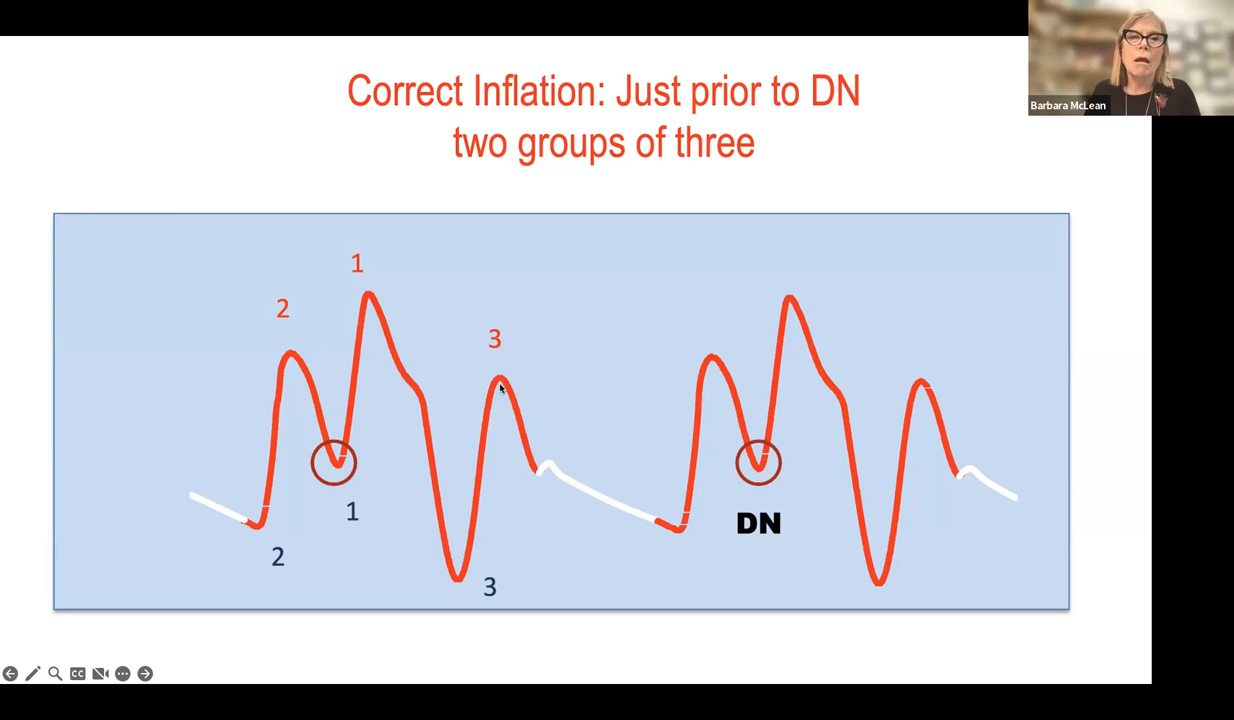 Correct Inflation: Just prior to DN
two groups of three
Barbara McLean
1
2
3
1
2
3
DN
CC